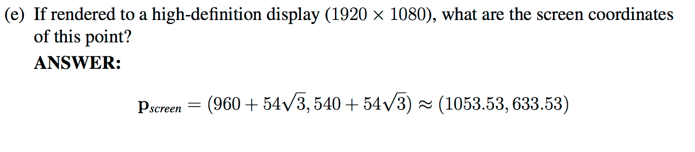 (e) If rendered to a high-definition display (1920 × 1080), what are the screen coordinates
of this point?
ANSWER:
p_screen = (960 + 54√3, 540 + 54√3) ≈ (1053.53, 633.53)